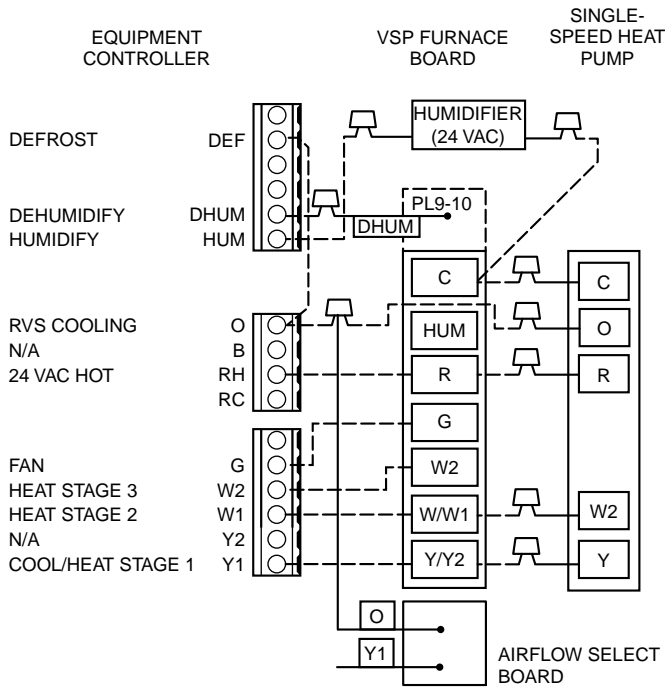 EQUIPMENT
CONTROLLER
VSP FURNACE
BOARD
SINGLE-
SPEED HEAT
PUMP
HUMIDIFIER
(24 VAC)
DEFROST DEF
PL9-10
DEHUMIDIFY DHUM
DHUM
HUMIDIFY HUM
C C
RVS COOLING O HUM O
N/A B
24 VAC HOT RH R R
RC
G
FAN G
W2
HEAT STAGE 3 W2
HEAT STAGE 2 W1 W/W1 W2
N/A Y2
COOL/HEAT STAGE 1 Y1 Y/Y2 Y
O
Y1
AIRFLOW SELECT
BOARD